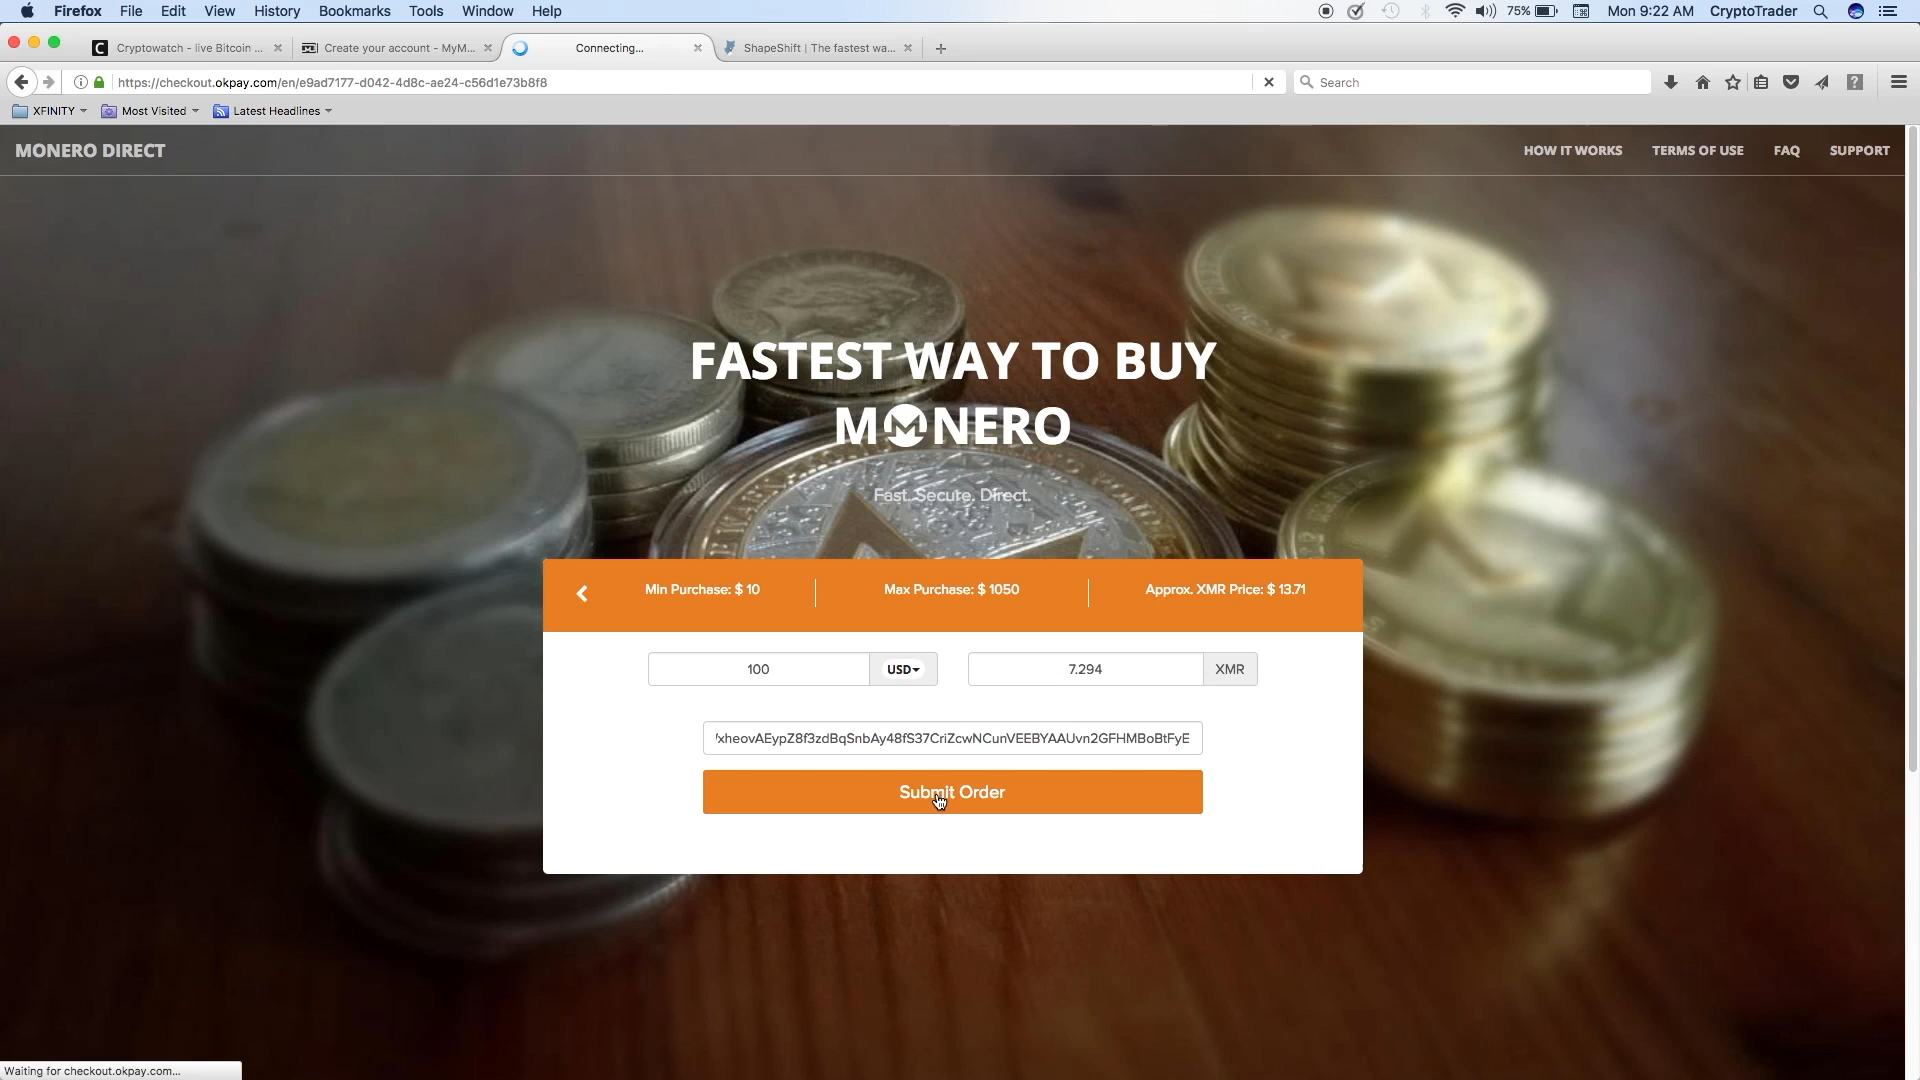 Firefox File Edit View History Bookmarks Tools Window Help 75% Mon 9:22 AM CryptoTrader
Cryptowatch - live Bitcoin ... Create your account - MyM... Connecting... ShapeShift | The fastest wa...
https://checkout.okpay.com/en/e9ad7177-d042-4d8c-ae24-c56d1e73b8f8 Search
XFINITY Most Visited Latest Headlines
MONERO DIRECT HOW IT WORKS TERMS OF USE FAQ SUPPORT
FASTEST WAY TO BUY
MONERO
Fast. Secure. Direct.
Min Purchase: $ 10 Max Purchase: $ 1050 Approx. XMR Price: $ 13.71
100 USD 7.294 XMR
xheovAEypZ8f3zdBqSnbAy48fS37CriZcwNCunVEEBYAAUvn2GFHMBoBtFyE
Submit Order
Waiting for checkout.okpay.com...